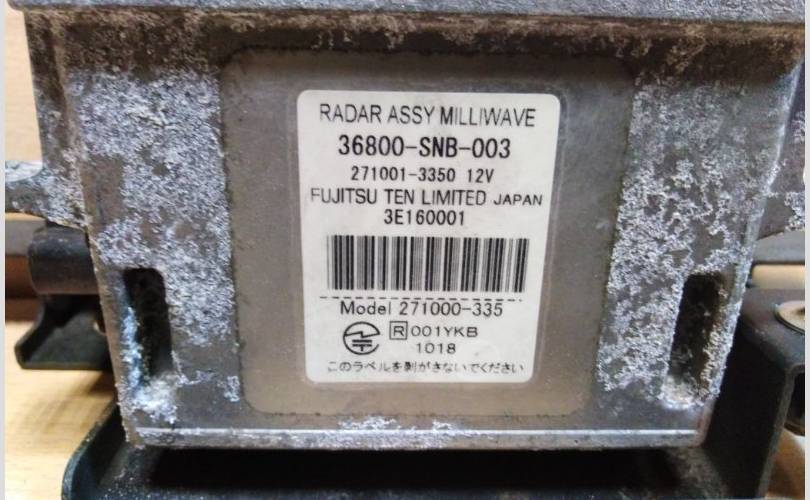 RADAR ASSY MILLIWAVE
36800-SNB-003
271001-3350 12V
FUJITSU TEN LIMITED JAPAN
3E160001
Model 271000-335
R 001YKB
1018
このラベルを剥がさないでください